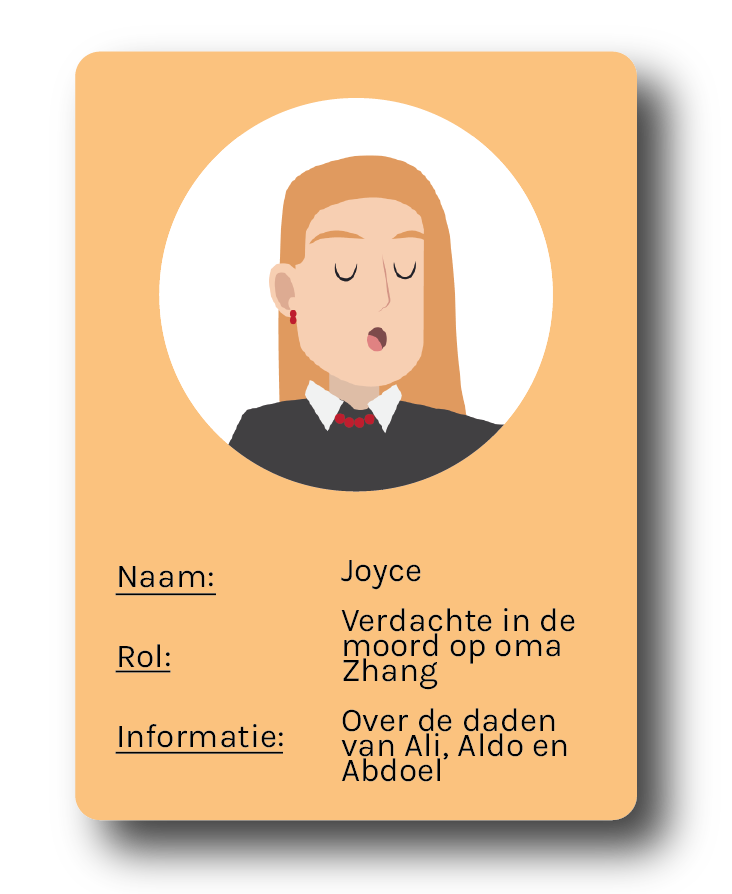 Naam:
Joyce
Rol:
Verdachte in de
moord op oma
Zhang
Informatie:
Over de daden
van Ali, Aldo en
Abdoel